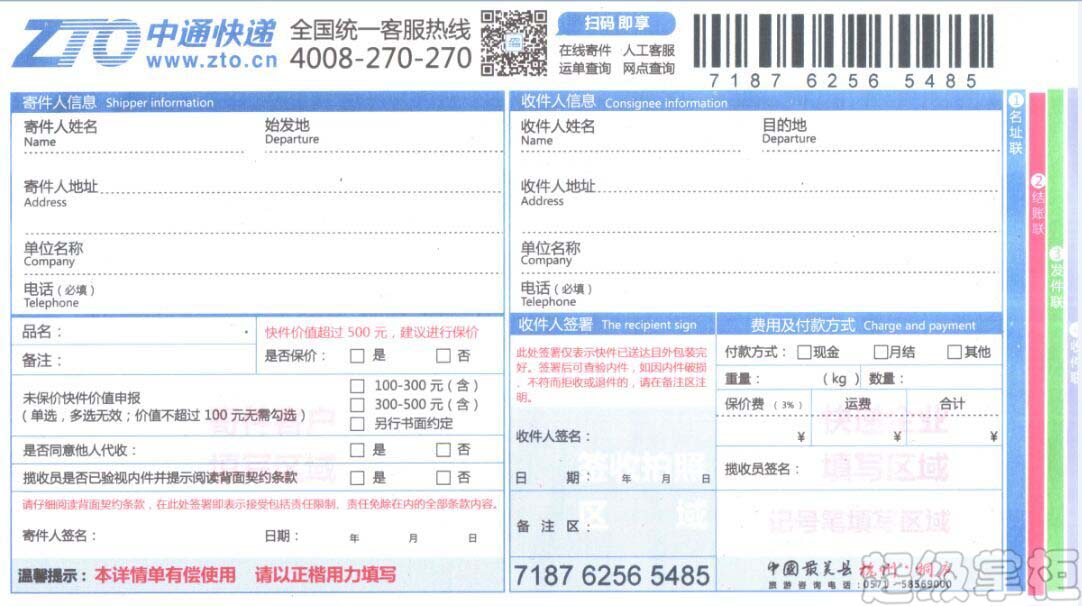 ZTO 中通快递
www.zto.cn
全国统一客服热线
4008-270-270
扫码 即享
在线寄件 人工客服
运单查询 网点查询
7187 6256 5485
寄件人信息 Shipper information
寄件人姓名 始发地
Name Departure
寄件人地址
Address
单位名称
Company
电话(必填)
Telephone
收件人信息 Consignee information
收件人姓名 目的地
Name Departure
收件人地址
Address
单位名称
Company
电话(必填)
Telephone
①名址联
②结账联
③发件联
品名:
备注:
快件价值超过 500 元,建议进行保价
是否保价: 是 否
未保价快件价值申报
(单选,多选无效;价值不超过 100 元无需勾选)
100-300 元(含)
300-500 元(含)
另行书面约定
是否同意他人代收: 是 否
揽收员是否已验视内件并提示阅读背面契约条款 是 否
请仔细阅读背面契约条款,在此处签署即表示接受包括责任限制、责任免除在内的全部条款内容。
寄件人签名: 日期: 年 月 日
寄件客户
填写区域
温馨提示:本详情单有偿使用 请以正楷用力填写
收件人签署 The recipient sign
此处签署仅表示快件已送达且外包装完
好。签署后可查验内件,如因内件破损
、不符而拒收或退件的,请在备注区注
明。
收件人签名:
日 期: 年 月 日
签收拍照
区 域
备 注 区:
7187 6256 5485
费用及付款方式 Charge and payment
付款方式: 现金 月结 其他
重量: (kg) 数量:
保价费(3%) 运费 合计
¥ ¥ ¥
揽收员签名:
快递企业
填写区域
记号笔填写区域
中国最美县 杭州·桐庐
旅游咨询电话:0571-58569000
超级掌柜